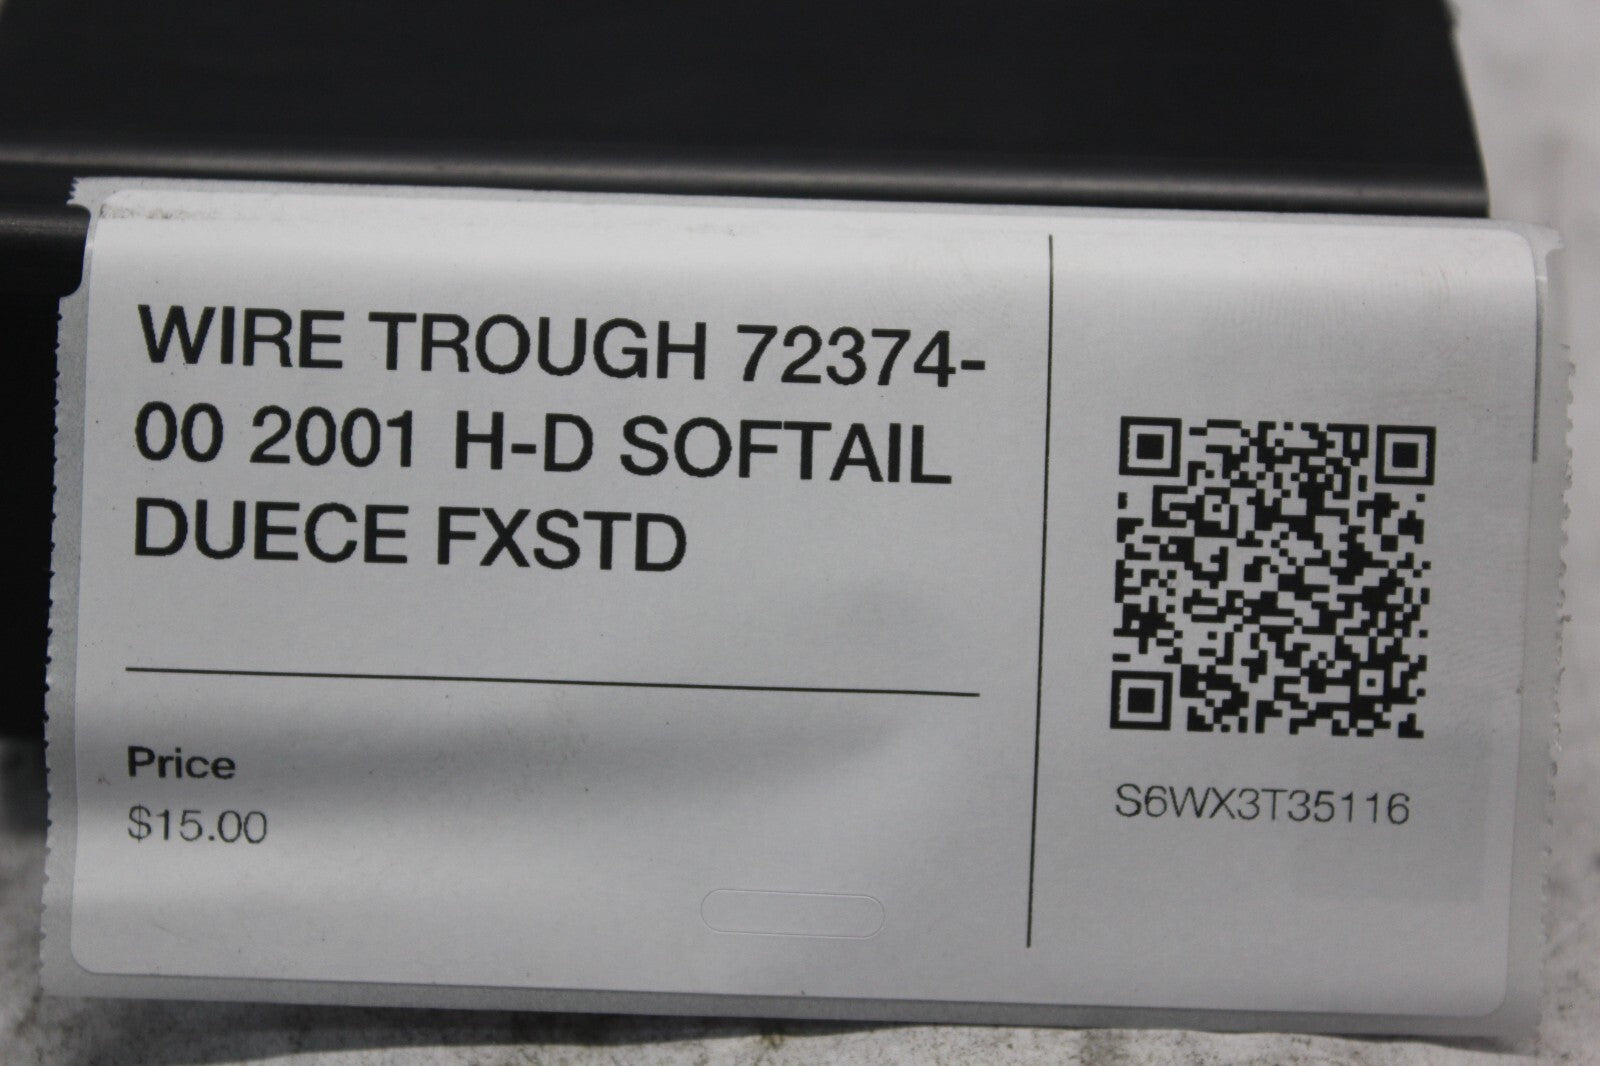 WIRE TROUGH 72374-
00 2001 H-D SOFTAIL
DUECE FXSTD
Price
$15.00
S6WX3T35116